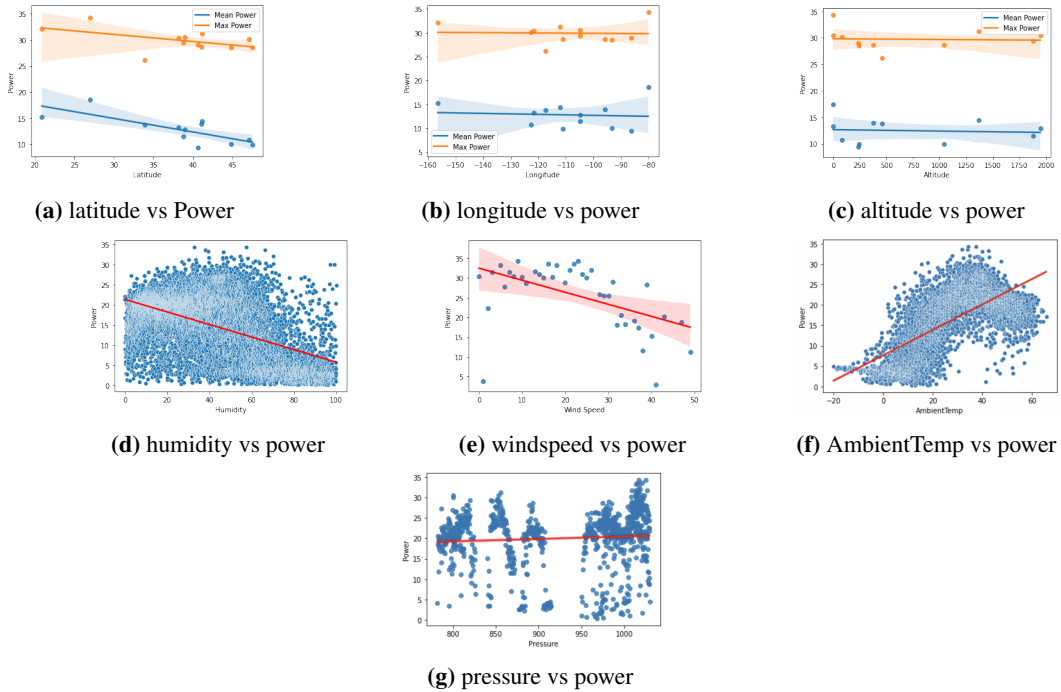 Mean Power
Max Power
35
30
25
20
15
10
Power
20 25 30 35 40 45
Latitude
(a) latitude vs Power
35
30
25
20
15
10
5
Power
Mean Power
Max Power
−160 −150 −140 −130 −120 −110 −100 −90 −80
Longitude
(b) longitude vs power
Mean Power
Max Power
35
30
25
20
15
10
Power
0 250 500 750 1000 1250 1500 1750 2000
Altitude
(c) altitude vs power
35
30
25
20
15
10
5
0
Power
0 20 40 60 80 100
Humidity
(d) humidity vs power
35
30
25
20
15
10
5
Power
0 10 20 30 40 50
Wind Speed
(e) windspeed vs power
35
30
25
20
15
10
5
0
Power
−20 0 20 40 60
AmbientTemp
(f) AmbientTemp vs power
35
30
25
20
15
10
5
0
Power
800 850 900 950 1000
Pressure
(g) pressure vs power